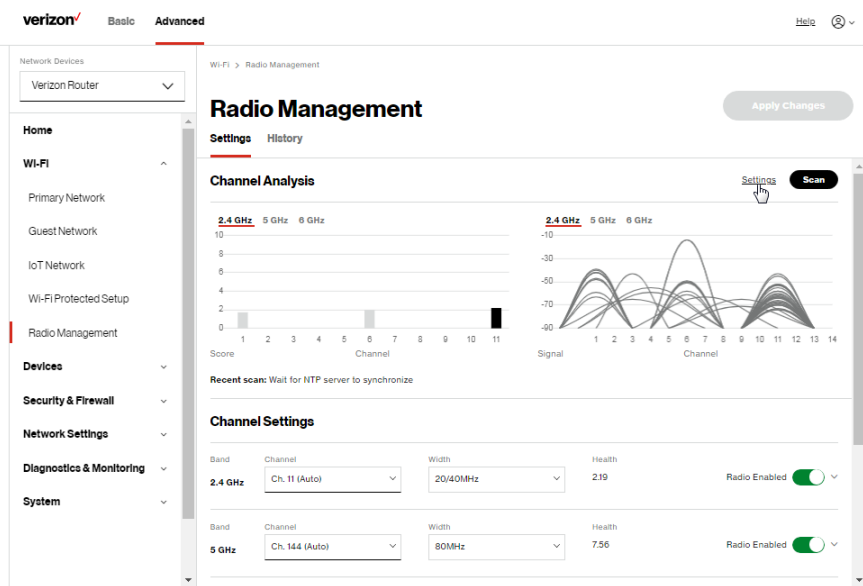 verizon✓
Basic
Advanced
Help
Network Devices
Verizon Router
Home
Wi-Fi
Primary Network
Guest Network
IoT Network
Wi-Fi Protected Setup
Radio Management
Devices
Security & Firewall
Network Settings
Diagnostics & Monitoring
System
Wi-Fi > Radio Management
Radio Management
Apply Changes
Settings
History
Channel Analysis
Settings
Scan
2.4 GHz 5 GHz 6 GHz
10
8
6
4
2
0
1 2 3 4 5 6 7 8 9 10 11
Score
Channel
2.4 GHz 5 GHz 6 GHz
-10
-30
-50
-70
-90
1 2 3 4 5 6 7 8 9 10 11 12 13 14
Signal
Channel
Recent scan: Wait for NTP server to synchronize
Channel Settings
Band Channel Width Health
2.4 GHz Ch. 11 (Auto) 20/40MHz 2.19 Radio Enabled
Band Channel Width Health
5 GHz Ch. 144 (Auto) 80MHz 7.56 Radio Enabled